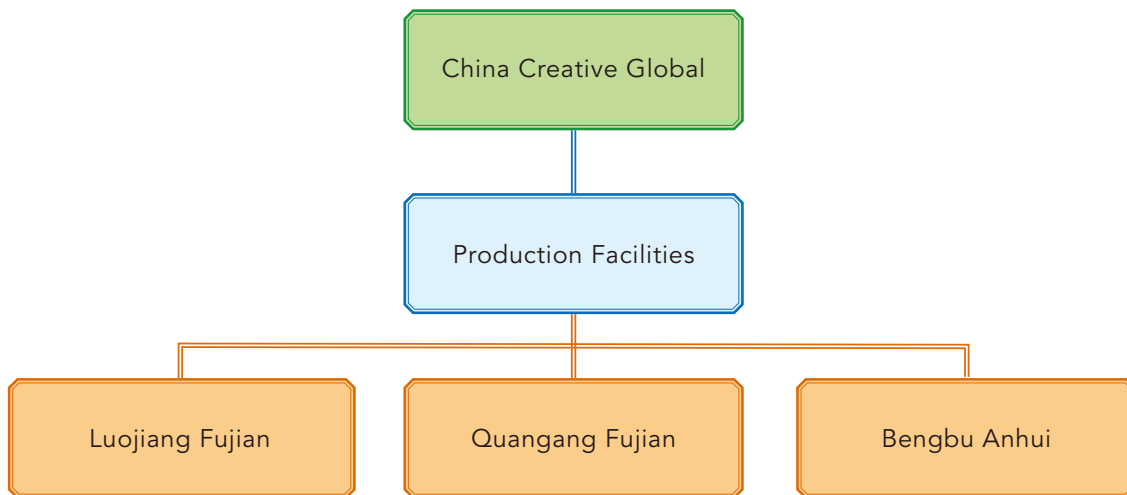 China Creative Global
Production Facilities
Luojiang Fujian
Quangang Fujian
Bengbu Anhui